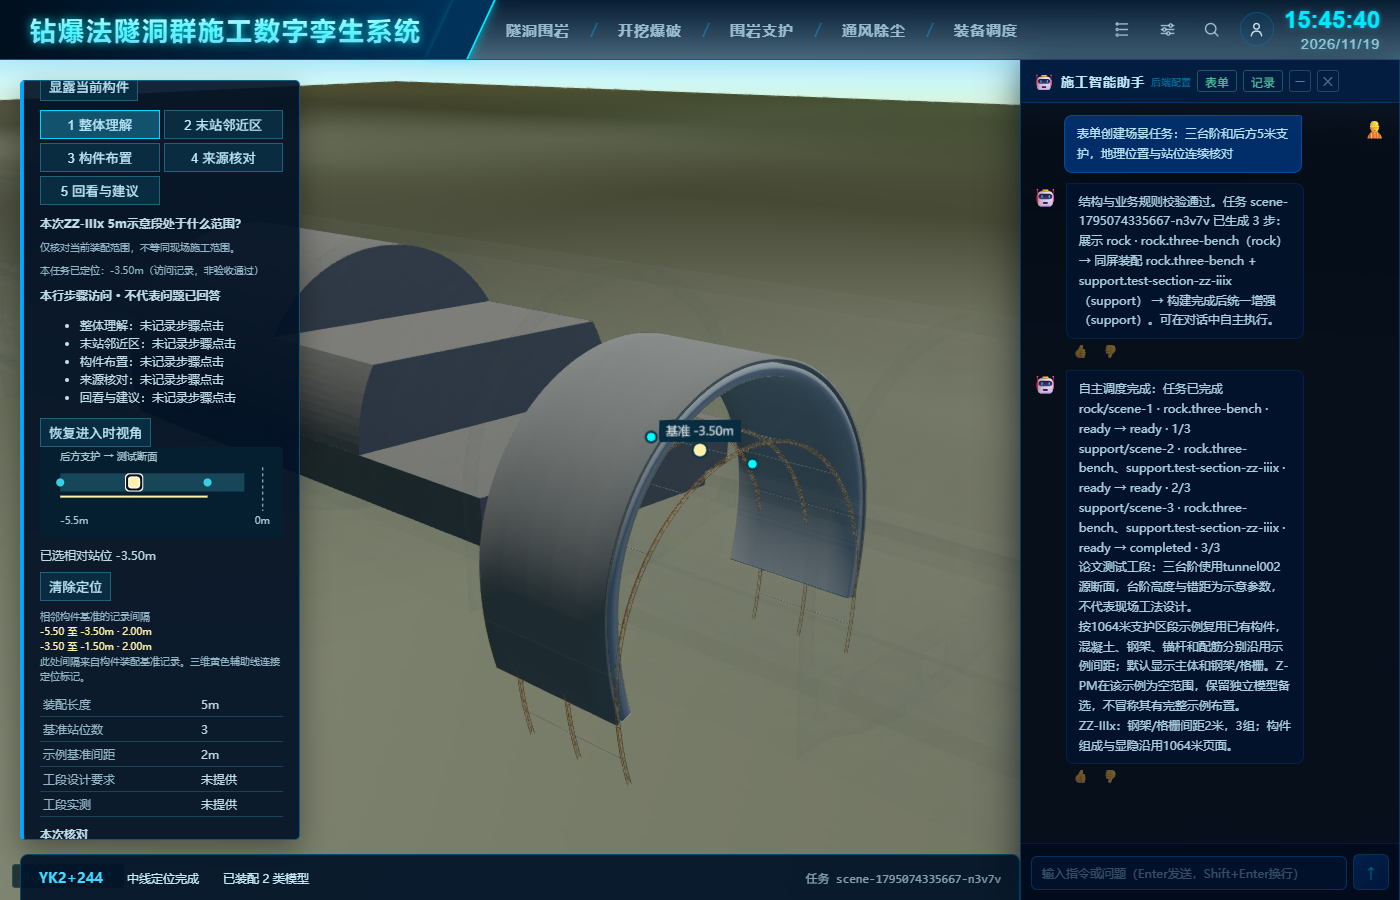 钻爆法隧洞群施工数字孪生系统
隧洞围岩 / 开挖爆破 / 围岩支护 / 通风除尘 / 装备调度
15:45:40
2026/11/19
显露当前构件
1 整体理解
2 末站邻近区
3 构件布置
4 来源核对
5 回看与建议
本次ZZ-IIIx 5m示意段处于什么范围?
仅核对当前装配范围，不等同现场施工范围。
本任务已定位：-3.50m（访问记录，非验收通过）
本行步骤访问 • 不代表问题已回答
• 整体理解：未记录步骤点击
• 末站邻近区：未记录步骤点击
• 构件布置：未记录步骤点击
• 来源核对：未记录步骤点击
• 回看与建议：未记录步骤点击
恢复进入时视角
后方支护 → 测试断面
-5.5m
0m
已选相对站位 -3.50m
清除定位
相邻构件基准的记录间隔
-5.50 至 -3.50m · 2.00m
-3.50 至 -1.50m · 2.00m
此处间隔来自构件装配基准记录。三维黄色辅助线连接
定位标记。
装配长度 5m
基准站位数 3
示例基准间距 2m
工段设计要求 未提供
工段实测 未提供
本次核对
基准 -3.50m
YK2+244 中线定位完成 已装配 2 类模型
任务 scene-1795074335667-n3v7v
施工智能助手 后端配置 表单 记录
表单创建场景任务：三台阶和后方5米支
护，地理位置与站位连续核对
结构与业务规则校验通过。任务 scene-
1795074335667-n3v7v 已生成 3 步：
展示 rock · rock.three-bench（rock）
→ 同屏装配 rock.three-bench +
support.test-section-zz-iiix
（support） → 构建完成后统一增强
（support）。可在对话中自主执行。
自主调度完成：任务已完成
rock/scene-1 · rock.three-bench ·
ready → ready · 1/3
support/scene-2 · rock.three-
bench、support.test-section-zz-iiix ·
ready → ready · 2/3
support/scene-3 · rock.three-
bench、support.test-section-zz-iiix ·
ready → completed · 3/3
论文测试工段：三台阶使用tunnel002
源断面，台阶高度与错距为示意参数，
不代表现场工法设计。
按1064米支护区段示例复用已有构件，
混凝土、钢架、锚杆和配筋分别沿用示
例间距；默认显示主体和钢架/格栅。Z-
PM在该示例为空范围，保留独立模型备
选，不冒称其有完整示例布置。
ZZ-IIIx：钢架/格栅间距2米，3组；构件
组成与显隐沿用1064米页面。
输入指令或问题（Enter发送，Shift+Enter换行）